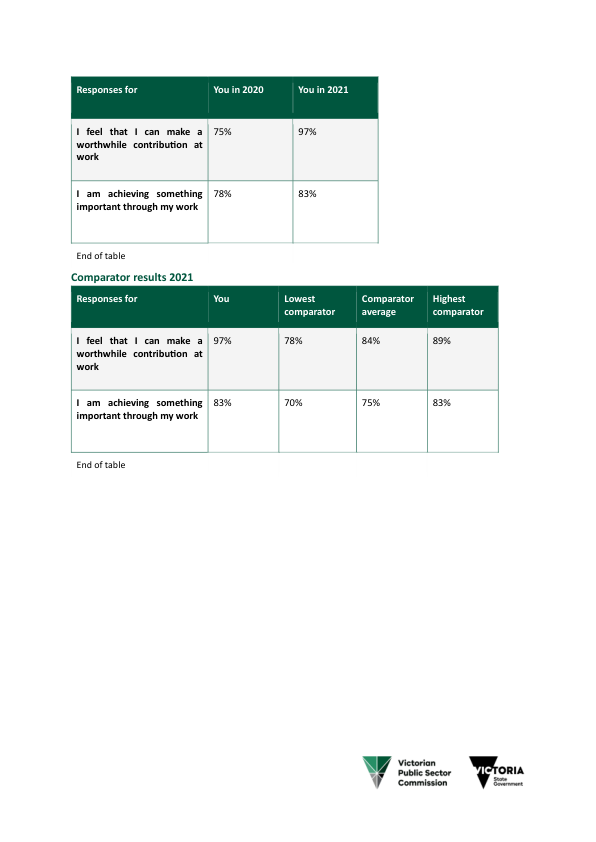 Responses for You in 2020 You in 2021
I feel that I can make a 75% 97%
worthwhile contribution at
work
I am achieving something 78% 83%
important through my work
End of table
Comparator results 2021
Responses for You Lowest Comparator Highest
comparator average comparator
I feel that I can make a 97% 78% 84% 89%
worthwhile contribution at
work
I am achieving something 83% 70% 75% 83%
important through my work
End of table
Victorian
Public Sector
Commission
VICTORIA
State
Government